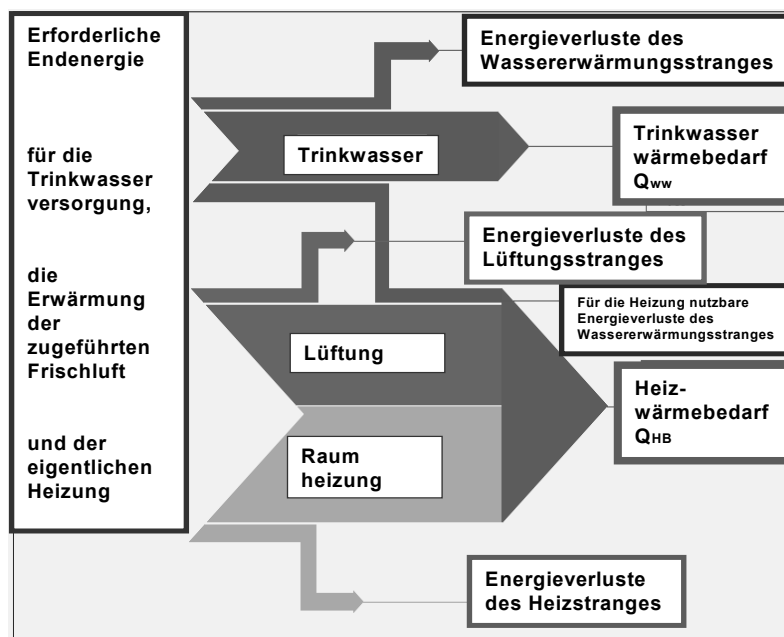 Erforderliche
Endenergie
für die
Trinkwasser
versorgung,
die
Erwärmung
der
zugeführten
Frischluft
und der
eigentlichen
Heizung
Energieverluste des
Wassererwärmungsstranges
Trinkwasser
Trinkwasser
wärmebedarf
Qww
Energieverluste des
Lüftungsstranges
Für die Heizung nutzbare
Energieverluste des
Wassererwärmungsstranges
Lüftung
Heiz-
wärmebedarf
QHB
Raum
heizung
Energieverluste
des Heizstranges